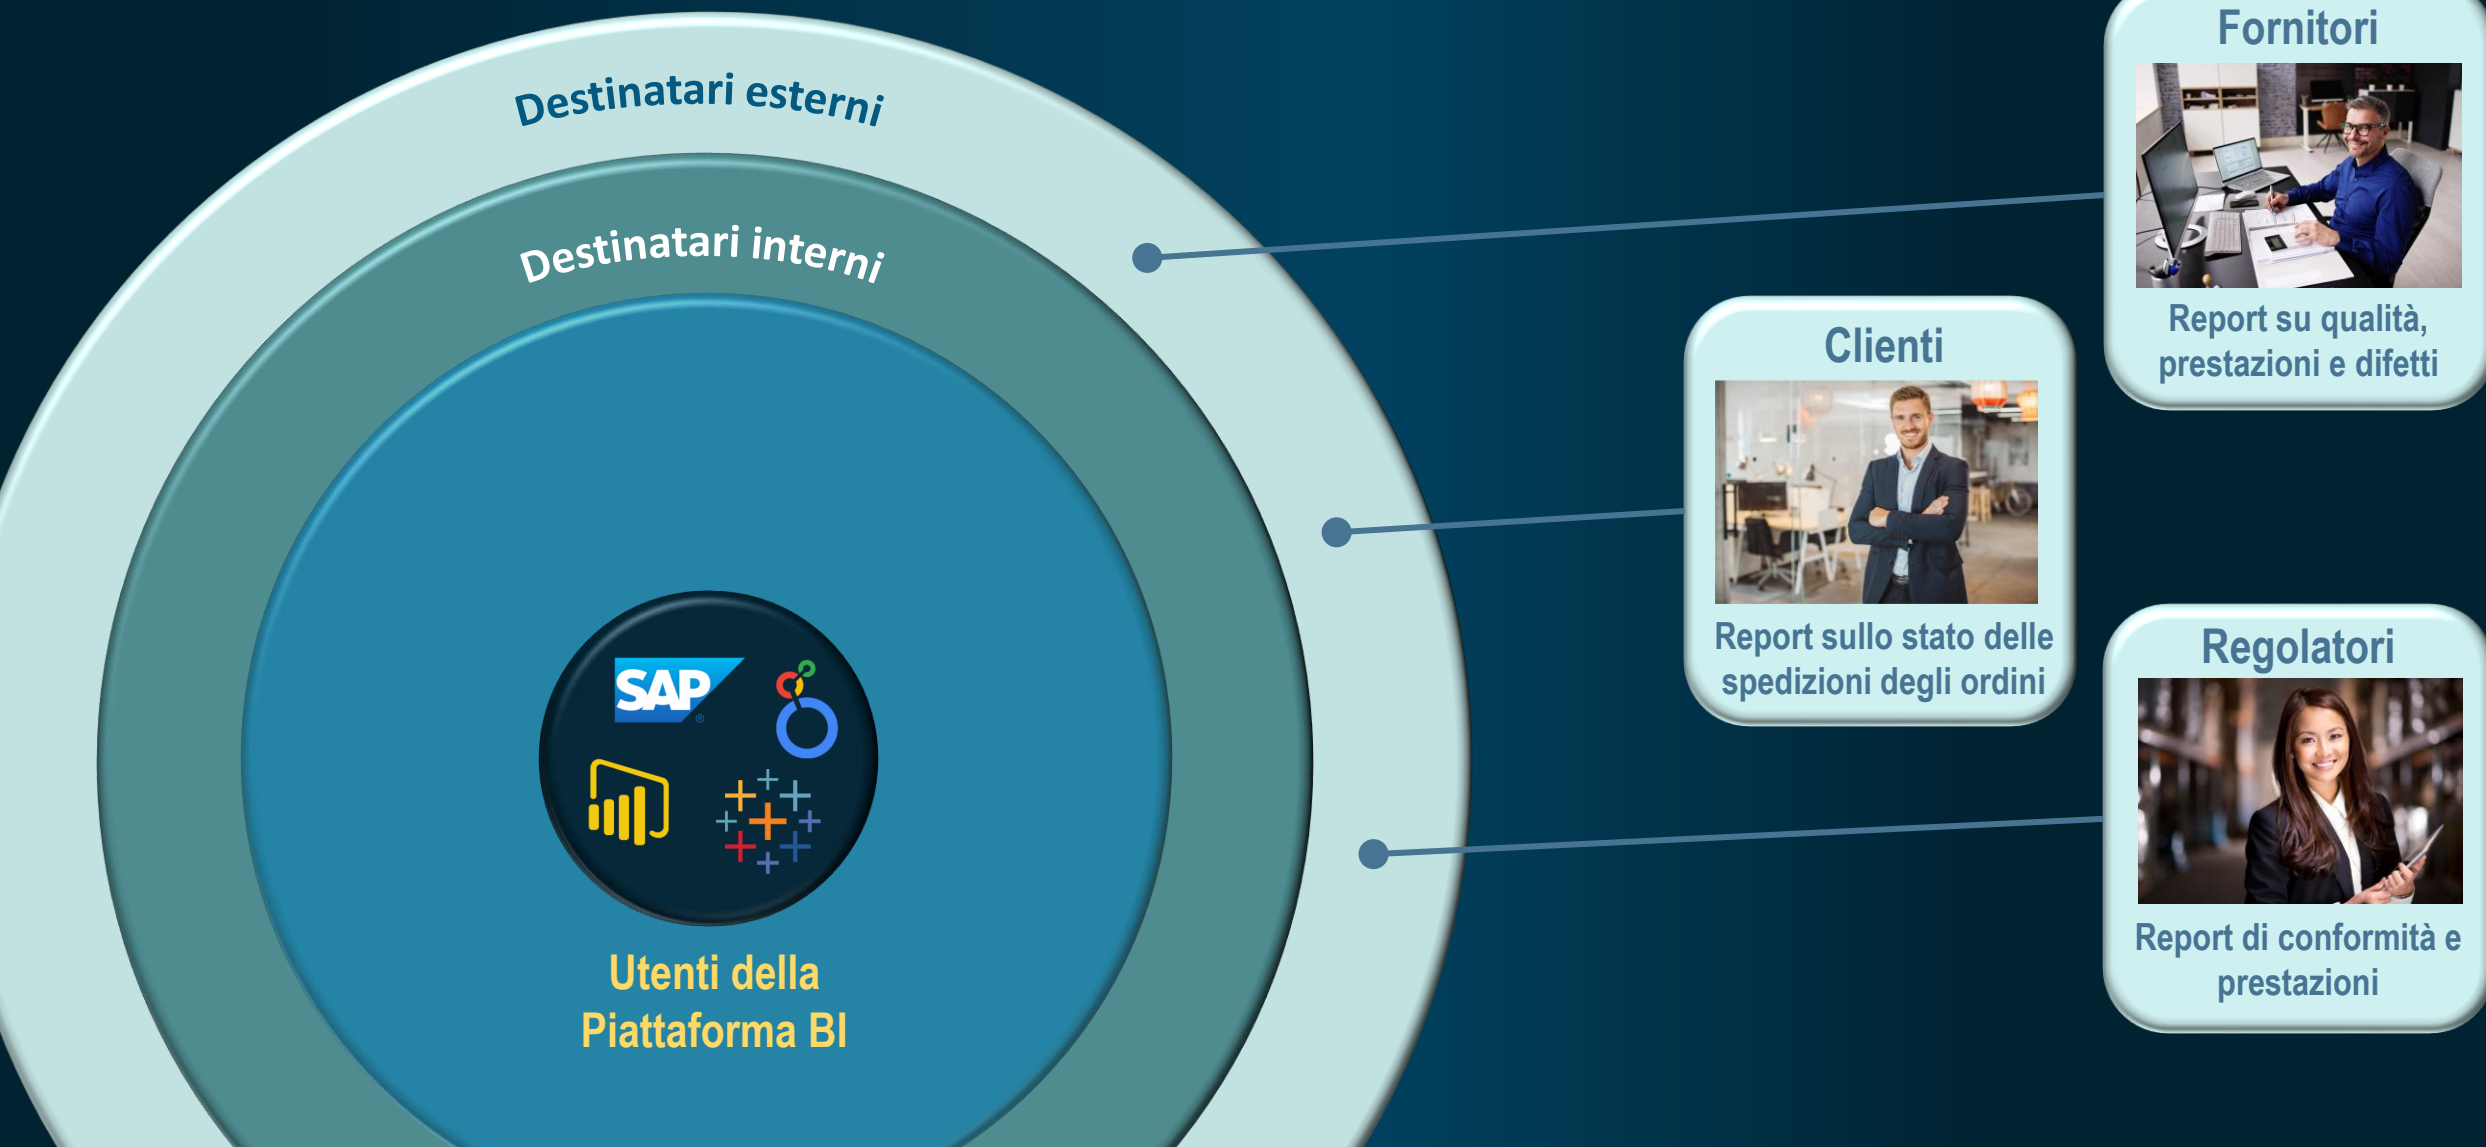 Destinatari esterni
Destinatari interni
SAP
®
Utenti della
Piattaforma BI
Fornitori
Report su qualità,
prestazioni e difetti
Clienti
Report sullo stato delle
spedizioni degli ordini
Regolatori
Report di conformità e
prestazioni